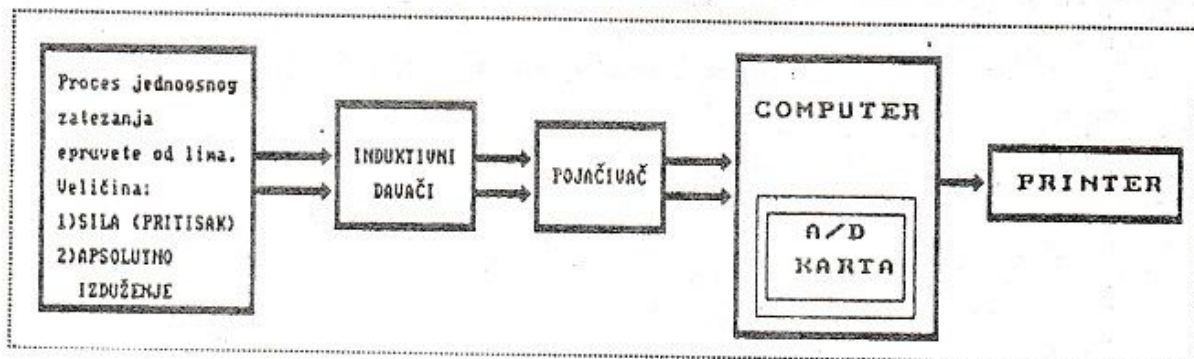 Proces jednoosnog
zatezanja
epruvete od lima.
Veličina:
1)SILA (PRITISAK)
2)APSOLUTNO
IZDUŽENJE
INDUKTIVNI
DAVAČI
POJAČIVAČ
COMPUTER
A/D
KARTA
PRINTER